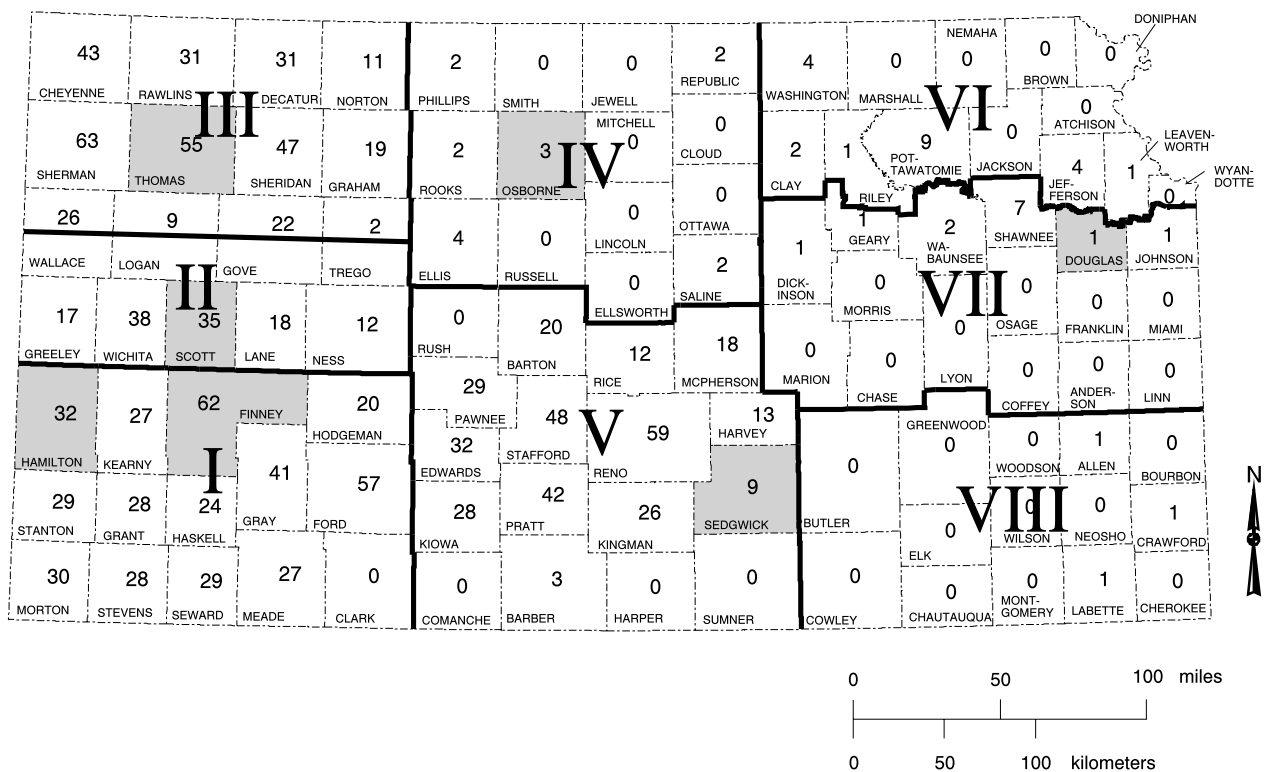 DONIPHAN
NEMAHA
43
31
31
11
2
0
0
2
4
0
0
0
0
CHEYENNE
RAWLINS
DECATUR
NORTON
PHILLIPS
SMITH
JEWELL
REPUBLIC
WASHINGTON
MARSHALL
BROWN
III
VI
63
55
47
19
2
3
IV
MITCHELL
0
0
CLOUD
2
1
9
0
0
ATCHISON
LEAVEN-
WORTH
SHERMAN
THOMAS
SHERIDAN
GRAHAM
ROOKS
OSBORNE
CLAY
RILEY
POT-
TAWATOMIE
JACKSON
4
JEF-
FERSON
1
WYAN-
DOTTE
0
26
9
22
2
4
0
0
LINCOLN
0
OTTAWA
1
1
GEARY
2
WA-
BAUNSEE
7
SHAWNEE
1
DOUGLAS
1
JOHNSON
WALLACE
LOGAN
GOVE
TREGO
ELLIS
RUSSELL
0
ELLSWORTH
2
SALINE
DICK-
INSON
0
MORRIS
II
VII
17
38
35
18
12
0
20
12
18
0
0
0
0
0
0
GREELEY
WICHITA
SCOTT
LANE
NESS
RUSH
BARTON
RICE
MCPHERSON
MARION
0
CHASE
LYON
OSAGE
FRANKLIN
MIAMI
0
COFFEY
0
ANDER-
SON
0
LINN
32
27
62
FINNEY
20
HODGEMAN
29
PAWNEE
48
V
59
13
HARVEY
HAMILTON
KEARNY
I
41
57
32
EDWARDS
STAFFORD
RENO
9
SEDGWICK
0
BUTLER
GREENWOOD
0
0
WOODSON
1
ALLEN
0
BOURBON
N
29
28
24
GRAY
FORD
28
42
26
VIII
0
0
1
STANTON
GRANT
HASKELL
KIOWA
PRATT
KINGMAN
0
ELK
WILSON
NEOSHO
CRAWFORD
30
28
29
27
0
0
3
0
0
0
0
0
1
0
MORTON
STEVENS
SEWARD
MEADE
CLARK
COMANCHE
BARBER
HARPER
SUMNER
COWLEY
CHAUTAUQUA
MONT-
GOMERY
LABETTE
CHEROKEE
0
50
100
miles
0
50
100
kilometers